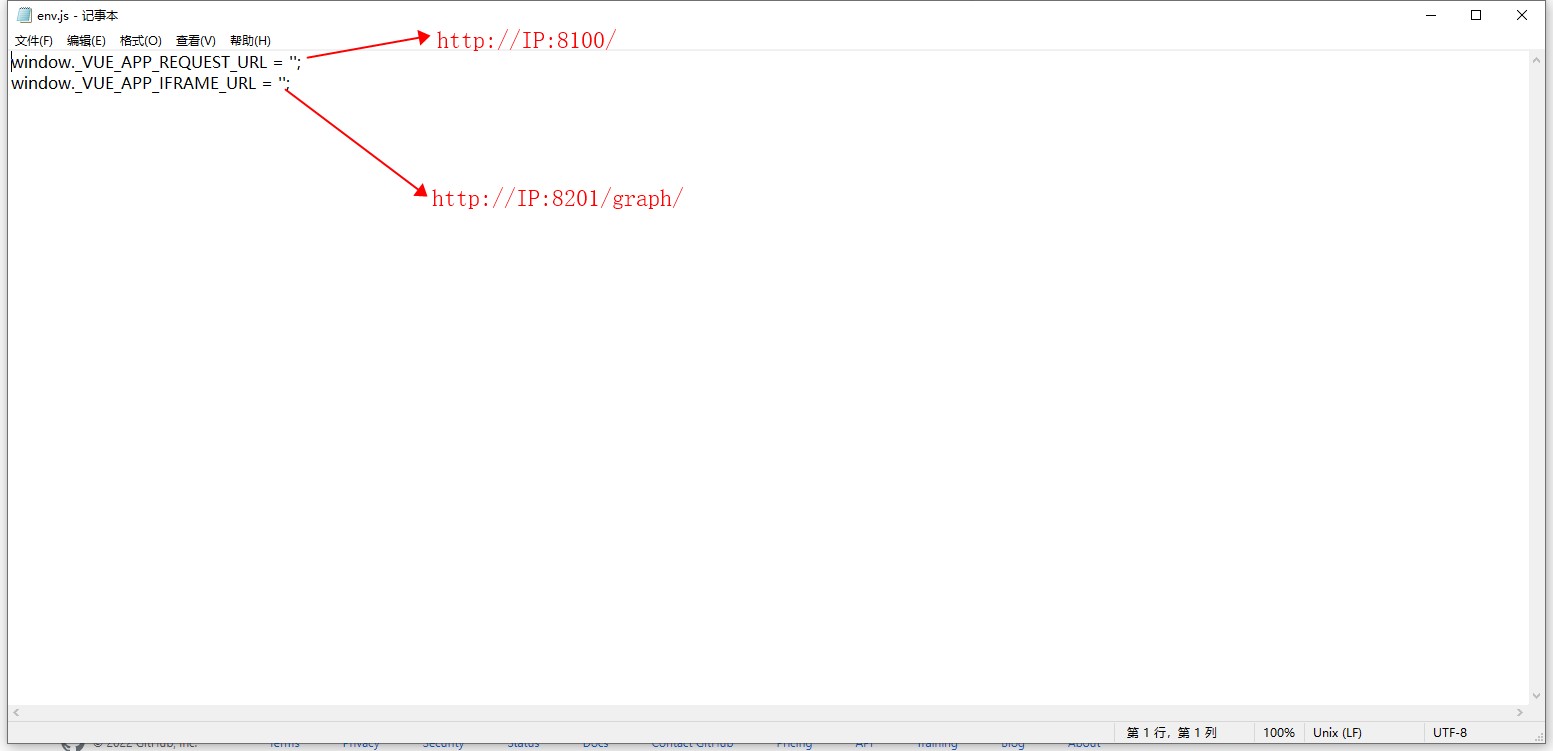 env.js - 记事本
文件(F) 编辑(E) 格式(O) 查看(V) 帮助(H)
http://IP:8100/
window._VUE_APP_REQUEST_URL = '';
window._VUE_APP_IFRAME_URL = '';
http://IP:8201/graph/
第 1 行，第 1 列 100% Unix (LF) UTF-8
© 2022 GitHub, Inc. Terms Privacy Security Status Docs Contact GitHub Pricing API Training Blog About